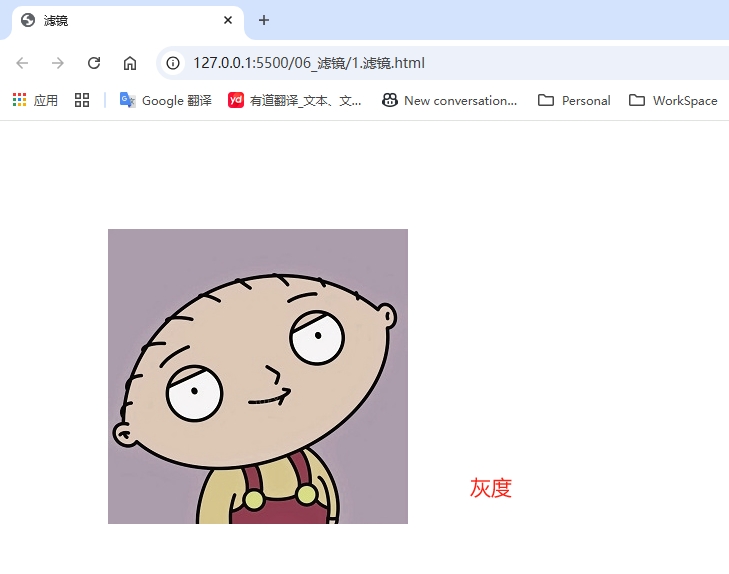 滤镜
127.0.0.1:5500/06_滤镜/1.滤镜.html
应用 Google 翻译 yd 有道翻译_文本、文... New conversation... Personal WorkSpace
灰度